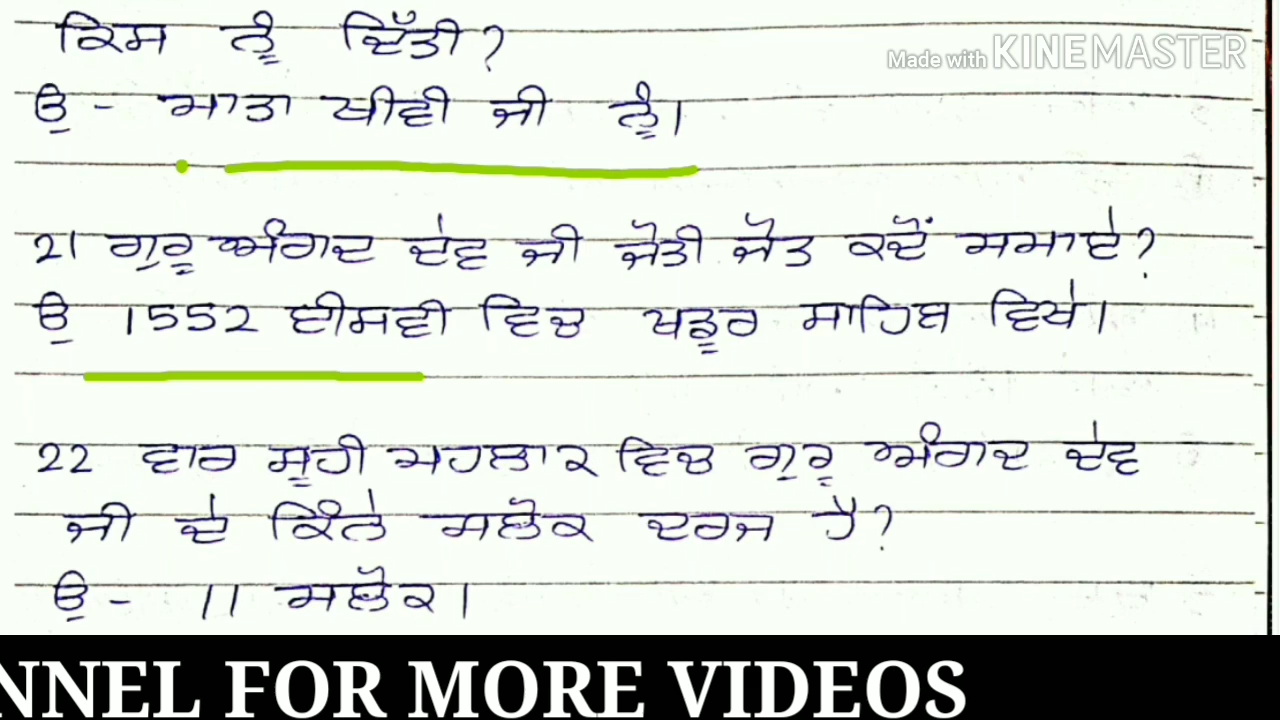 ਕਿਸ ਨੂੰ ਦਿੱਤੀ?
Made with KINEMASTER
ਉ - ਮਾਤਾ ਖੀਵੀ ਜੀ ਨੂੰ।
21 ਗੁਰੂ ਅੰਗਦ ਦੇਵ ਜੀ ਜੋਤੀ ਜੋਤ ਕਦੋਂ ਸਮਾਏ?
ਉ 1552 ਈਸਵੀ ਵਿਚ ਖਡੂਰ ਸਾਹਿਬ ਵਿਖੇ।
22 ਵਾਰ ਸੂਹੀ ਮਹਲਾ ੨ ਵਿਚ ਗੁਰੂ ਅੰਗਦ ਦੇਵ
ਜੀ ਦੇ ਕਿੰਨੇ ਸਲੋਕ ਦਰਜ ਹੈ?
ਉ - 11 ਸਲੋਕ।
NNEL FOR MORE VIDEOS